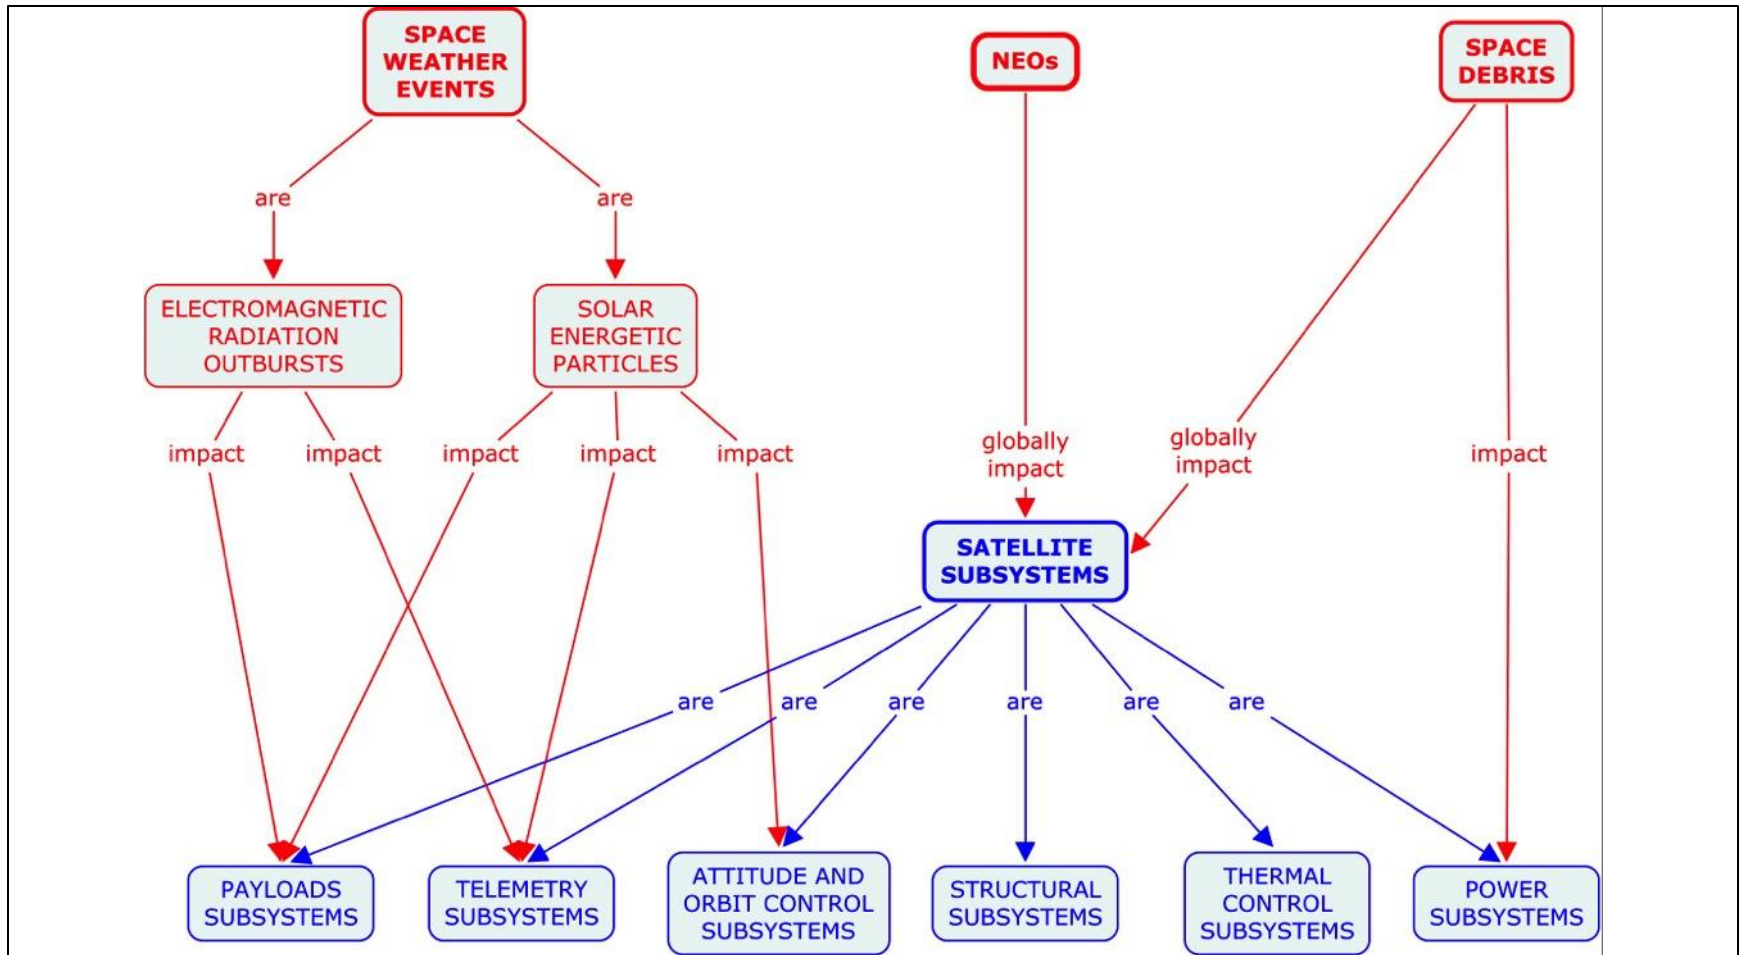 SPACE
WEATHER
EVENTS
NEOs
SPACE
DEBRIS
are
are
ELECTROMAGNETIC
RADIATION
OUTBURSTS
SOLAR
ENERGETIC
PARTICLES
impact
impact
impact
impact
impact
globally
impact
globally
impact
impact
SATELLITE
SUBSYSTEMS
are
are
are
are
are
are
PAYLOADS
SUBSYSTEMS
TELEMETRY
SUBSYSTEMS
ATTITUDE AND
ORBIT CONTROL
SUBSYSTEMS
STRUCTURAL
SUBSYSTEMS
THERMAL
CONTROL
SUBSYSTEMS
POWER
SUBSYSTEMS